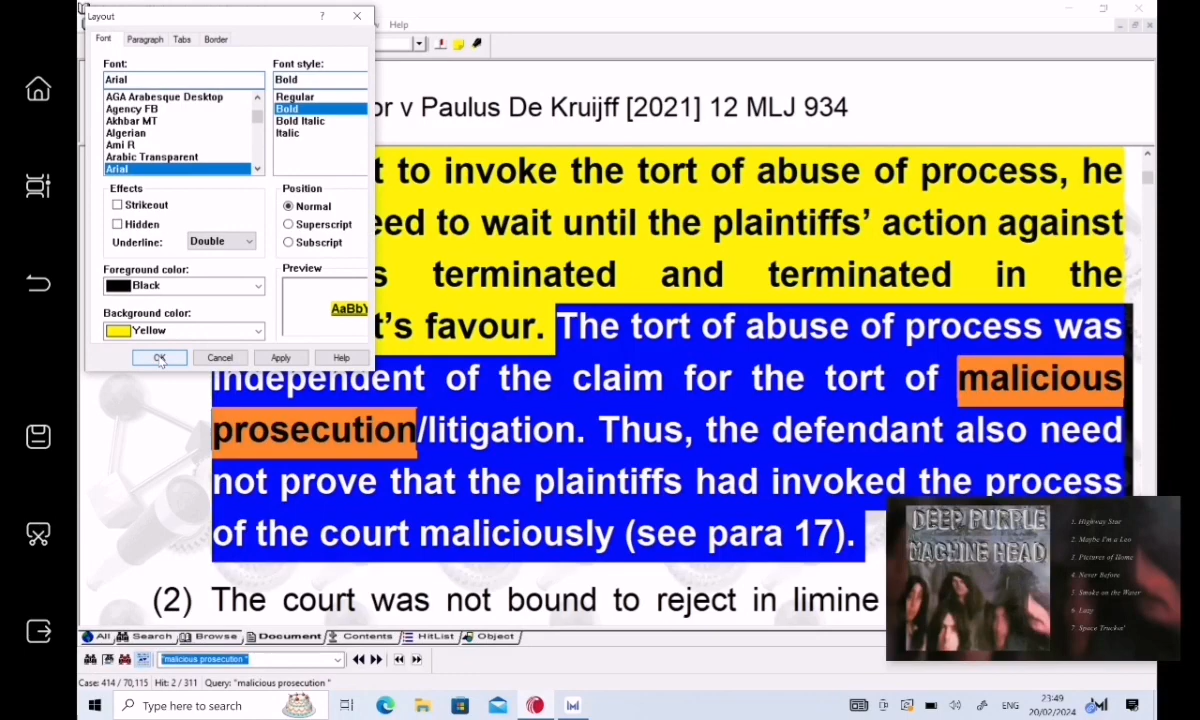 Layout
?
Help
Font
Paragraph
Tabs
Border
Font:
Arial
AGA Arabesque Desktop
Agency FB
Akhbar MT
Algerian
Ami R
Arabic Transparent
Arial
Font style:
Bold
Regular
Bold
Bold Italic
Italic
Effects
Strikeout
Hidden
Underline:
Double
Position
Normal
Superscript
Subscript
Foreground color:
Black
Background color:
Yellow
Preview
AaBbY
OK
Cancel
Apply
Help
or v Paulus De Kruijff [2021] 12 MLJ 934
t to invoke the tort of abuse of process, he
eed to wait until the plaintiffs’ action against
s terminated and terminated in the
t’s favour. The tort of abuse of process was
independent of the claim for the tort of malicious
prosecution/litigation. Thus, the defendant also need
not prove that the plaintiffs had invoked the process
of the court maliciously (see para 17).
(2) The court was not bound to reject in limine
DEEP PURPLE
MACHINE HEAD
1. Highway Star
2. Maybe I'm a Leo
3. Pictures of Home
4. Never Before
5. Smoke on the Water
6. Lazy
7. Space Truckin'
All
Search
Browse
Document
Contents
HitList
Object
"malicious prosecution "
Case: 414 / 70,115 Hit: 2 / 311 Query: "malicious prosecution "
Type here to search
ENG
23:49
20/02/2024